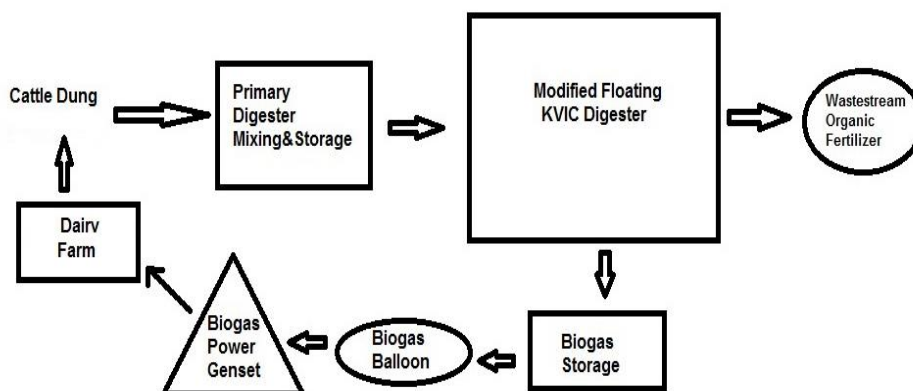 Cattle Dung
Primary
Digester
Mixing&Storage
Modified Floating
KVIC Digester
Wastestream
Organic
Fertilizer
Dairv
Farm
Biogas
Power
Genset
Biogas
Balloon
Biogas
Storage